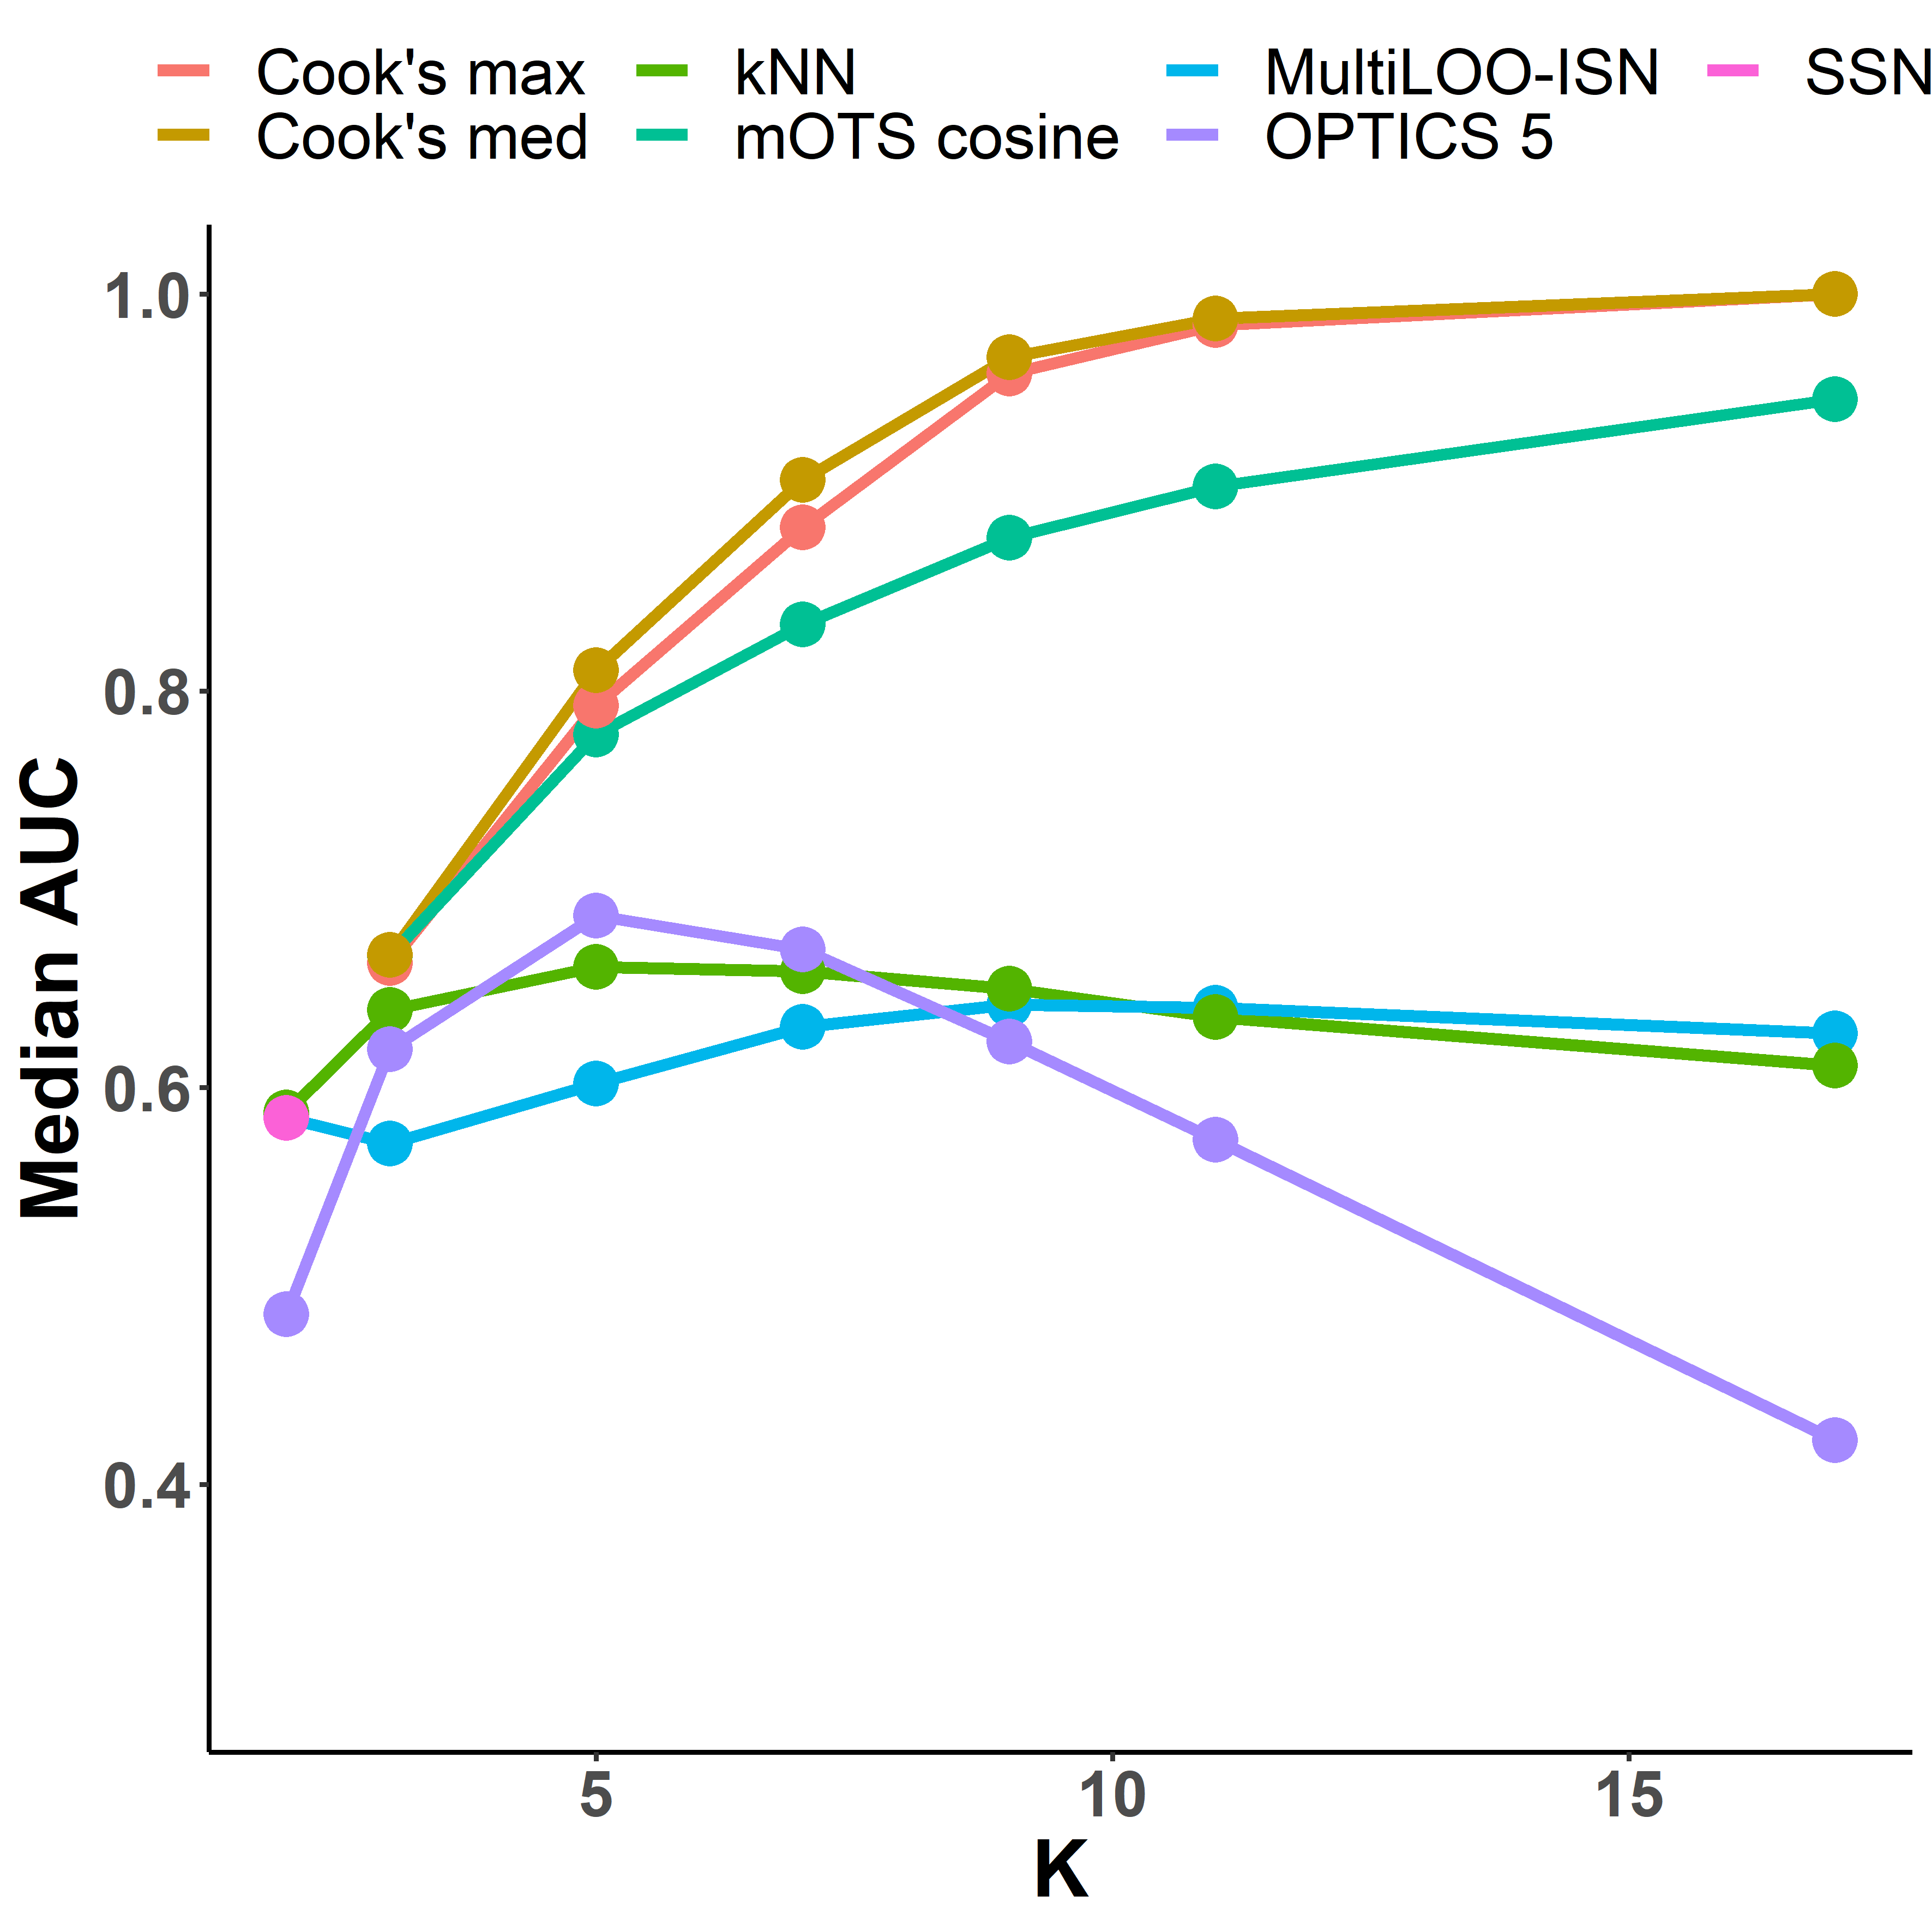 Cook's max kNN MultiLOO-ISN SSN
Cook's med mOTS cosine OPTICS 5
1.0
0.8
0.6
0.4
Median AUC
5 10 15
K